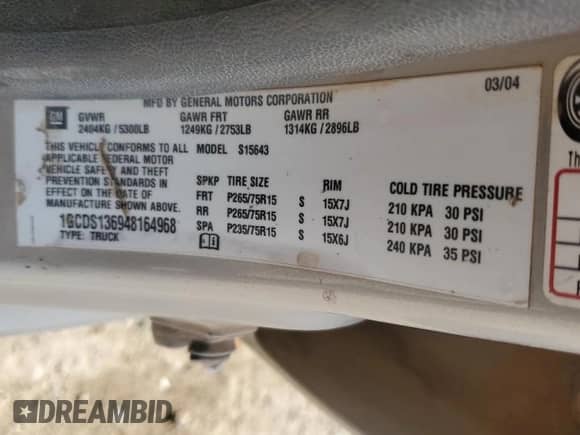 03/04
MFD BY GENERAL MOTORS CORPORATION
GM GVWR GAWR FRT GAWR RR
2404KG / 5300LB 1249KG / 2753LB 1314KG / 2896LB
THIS VEHICLE CONFORMS TO ALL MODEL S15643
APPLICABLE FEDERAL MOTOR
VEHICLE SAFETY AND THEFT
PREVENTION STANDARDS IN
EFFECT ON THE DATE OF
MANUFACTURE SHOWN ABOVE.
1GCDS136948164968
TYPE: TRUCK
SPKP TIRE SIZE RIM COLD TIRE PRESSURE
FRT P265/75R15 S 15X7J 210 KPA 30 PSI
RR P265/75R15 S 15X7J 210 KPA 30 PSI
SPA P235/75R15 S 15X6J 240 KPA 35 PSI
DREAMBID